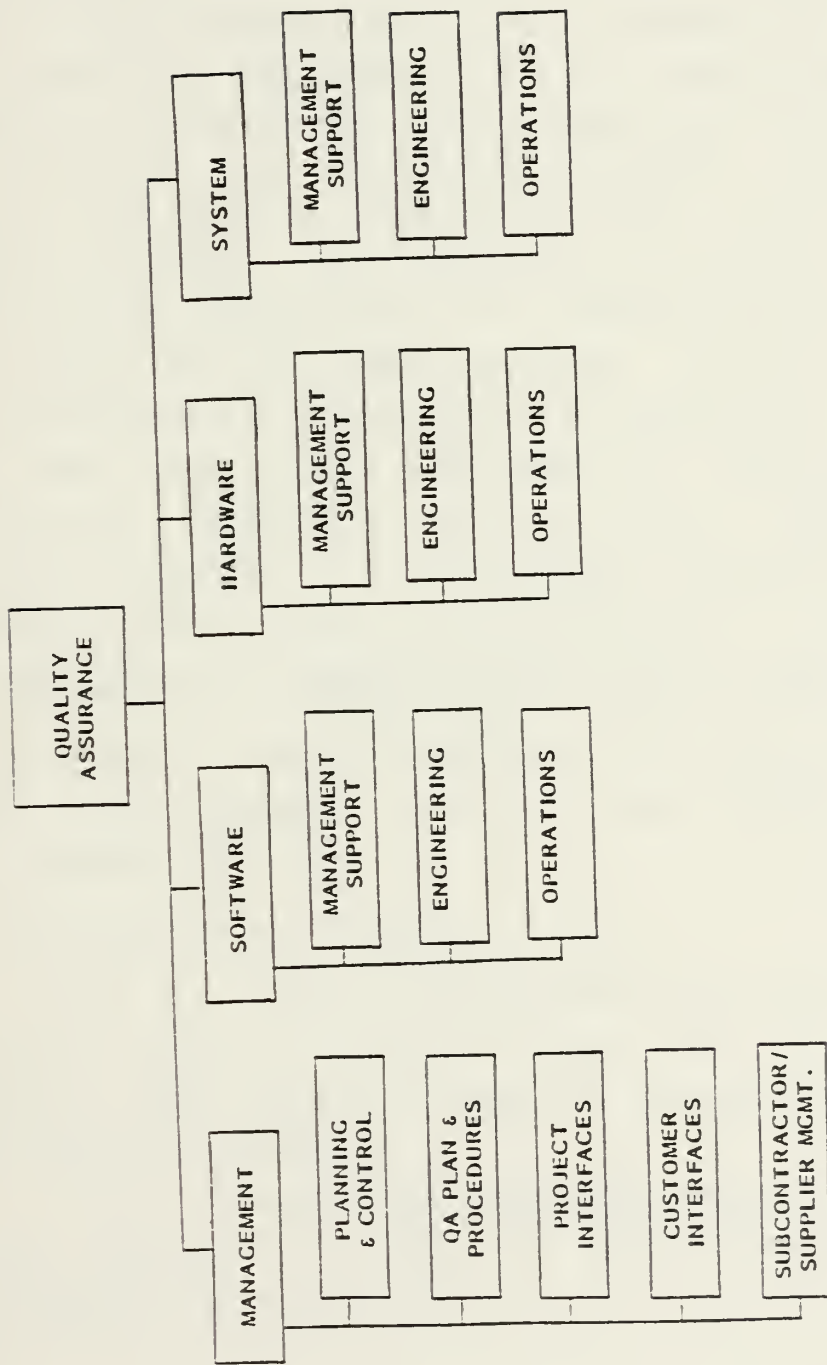 QUALITY
ASSURANCE
MANAGEMENT
PLANNING
& CONTROL
QA PLAN &
PROCEDURES
PROJECT
INTERFACES
CUSTOMER
INTERFACES
SUBCONTRACTOR/
SUPPLIER MGMT.
SOFTWARE
MANAGEMENT
SUPPORT
ENGINEERING
OPERATIONS
HARDWARE
MANAGEMENT
SUPPORT
ENGINEERING
OPERATIONS
SYSTEM
MANAGEMENT
SUPPORT
ENGINEERING
OPERATIONS